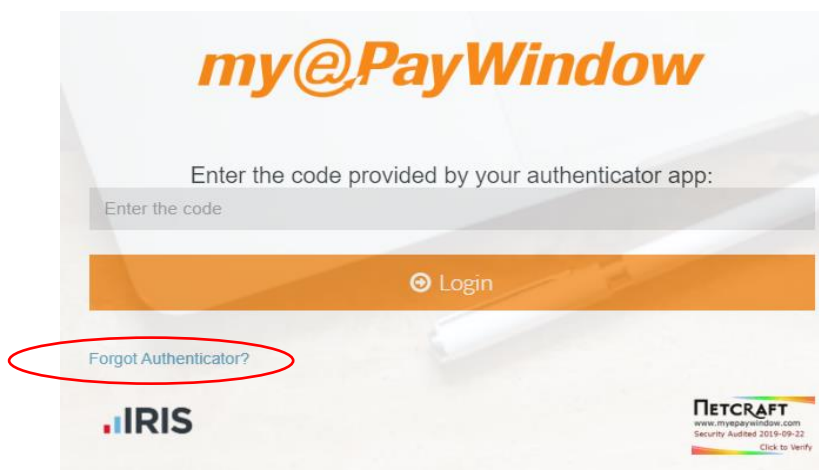 my@PayWindow
Enter the code provided by your authenticator app:
Enter the code
Login
Forgot Authenticator?
IRIS
NETCRAFT
www.myepaywindow.com
Security Audited 2019-09-22
Click to Verify